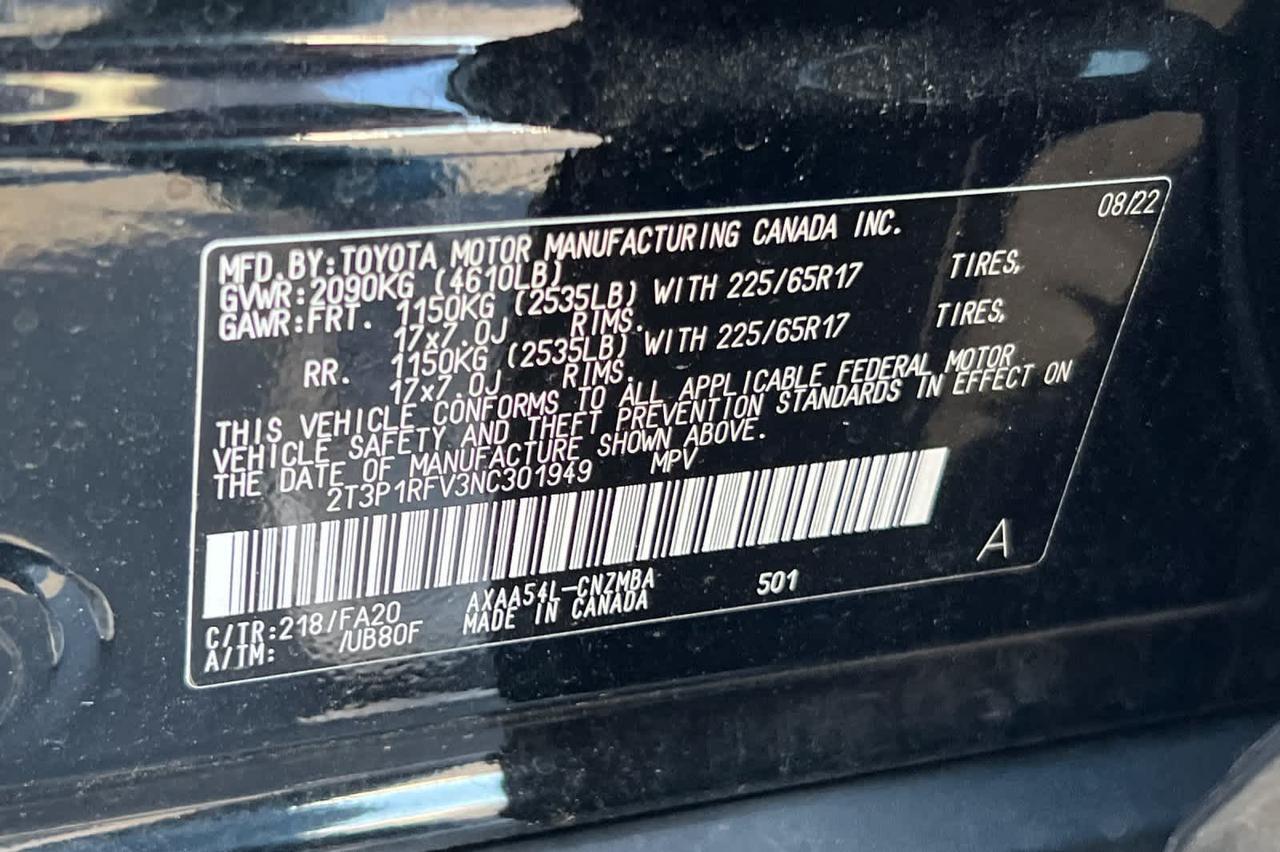 08/22
MFD.BY:TOYOTA MOTOR MANUFACTURING CANADA INC.
GVWR:2090KG (4610LB)
GAWR:FRT. 1150KG (2535LB) WITH 225/65R17 TIRES,
17x7.0J RIMS.
RR. 1150KG (2535LB) WITH 225/65R17 TIRES,
17x7.0J RIMS.
THIS VEHICLE CONFORMS TO ALL APPLICABLE FEDERAL MOTOR
VEHICLE SAFETY AND THEFT PREVENTION STANDARDS IN EFFECT ON
THE DATE OF MANUFACTURE SHOWN ABOVE.
2T3P1RFV3NC301949 MPV
A
C/TR:218/FA20 AXAA54L-CNZMBA 501
A/TM: /UB80F MADE IN CANADA